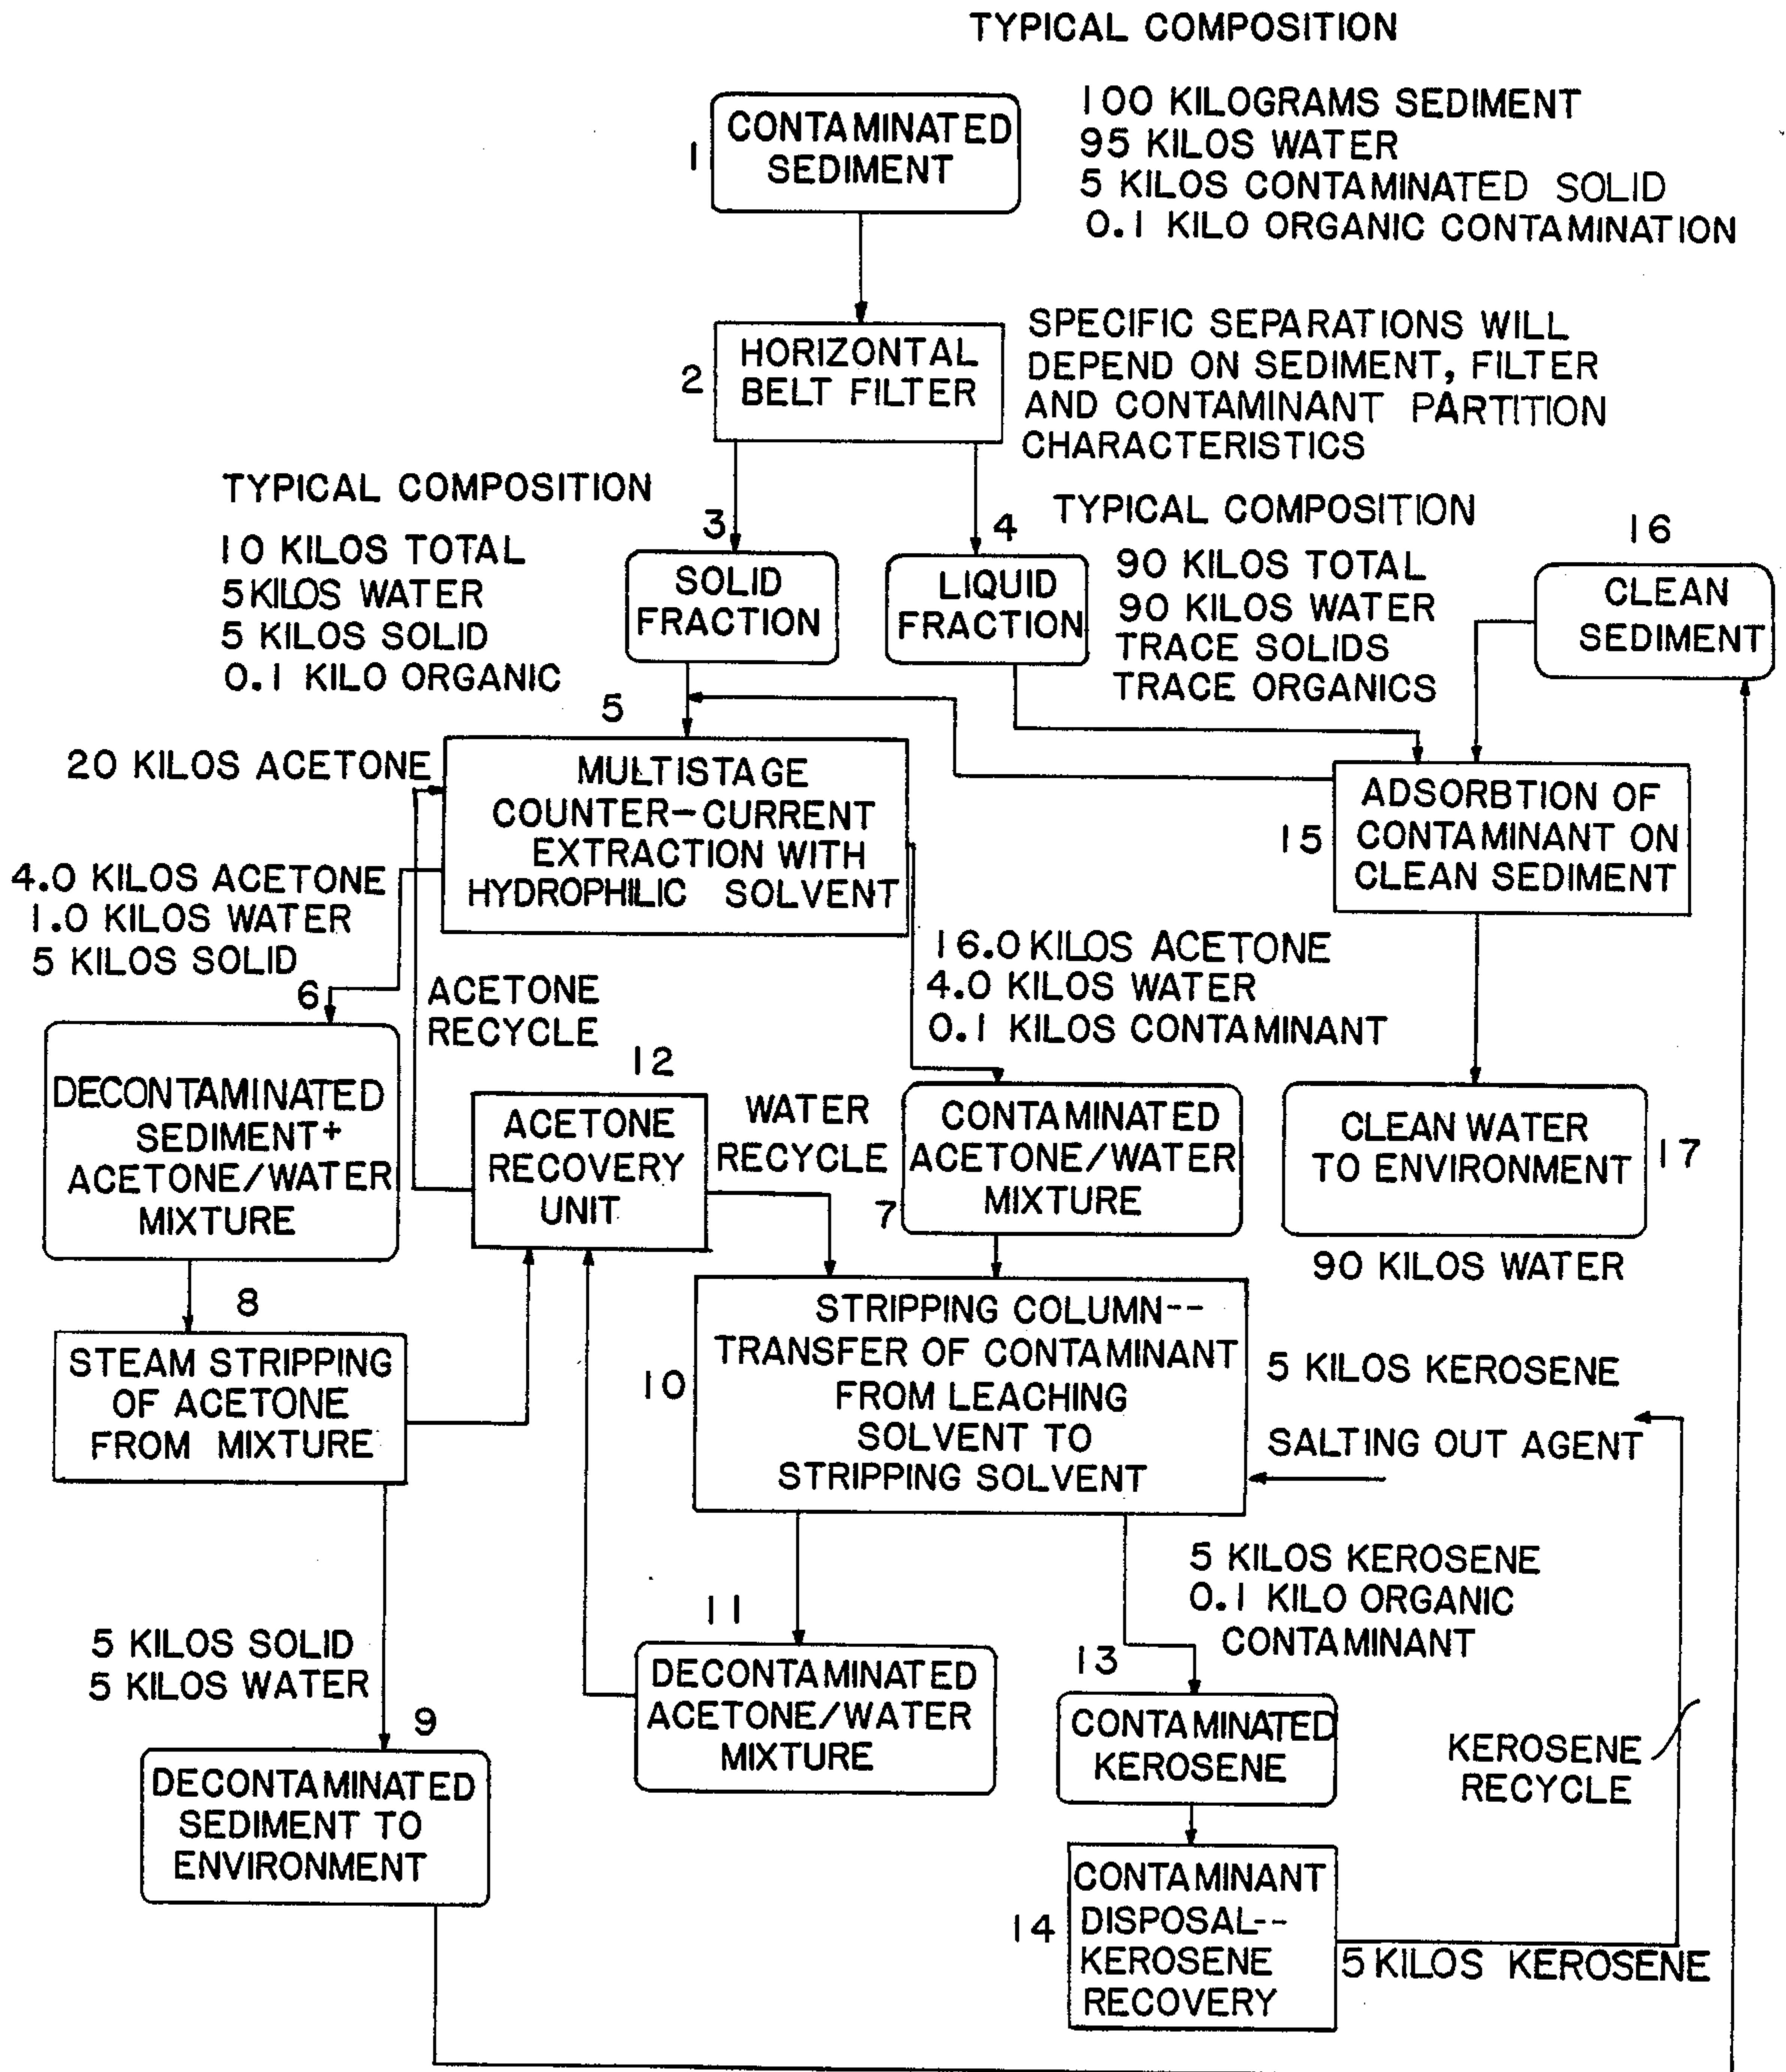 TYPICAL COMPOSITION
1
CONTAMINATED
SEDIMENT
100 KILOGRAMS SEDIMENT
95 KILOS WATER
5 KILOS CONTAMINATED SOLID
0.1 KILO ORGANIC CONTAMINATION
2
HORIZONTAL
BELT FILTER
SPECIFIC SEPARATIONS WILL
DEPEND ON SEDIMENT, FILTER
AND CONTAMINANT PARTITION
CHARACTERISTICS
TYPICAL COMPOSITION
10 KILOS TOTAL
5 KILOS WATER
5 KILOS SOLID
0.1 KILO ORGANIC
3
SOLID
FRACTION
4
LIQUID
FRACTION
TYPICAL COMPOSITION
90 KILOS TOTAL
90 KILOS WATER
TRACE SOLIDS
TRACE ORGANICS
16
CLEAN
SEDIMENT
5
20 KILOS ACETONE
MULTISTAGE
COUNTER-CURRENT
EXTRACTION WITH
HYDROPHILIC SOLVENT
15
ADSORBTION OF
CONTAMINANT ON
CLEAN SEDIMENT
4.0 KILOS ACETONE
1.0 KILOS WATER
5 KILOS SOLID
16.0 KILOS ACETONE
4.0 KILOS WATER
0.1 KILOS CONTAMINANT
6
DECONTAMINATED
SEDIMENT+
ACETONE/WATER
MIXTURE
ACETONE
RECYCLE
12
ACETONE
RECOVERY
UNIT
WATER
RECYCLE
7
CONTAMINATED
ACETONE/WATER
MIXTURE
CLEAN WATER
TO ENVIRONMENT
17
90 KILOS WATER
8
STEAM STRIPPING
OF ACETONE
FROM MIXTURE
10
STRIPPING COLUMN--
TRANSFER OF CONTAMINANT
FROM LEACHING
SOLVENT TO
STRIPPING SOLVENT
5 KILOS KEROSENE
SALTING OUT AGENT
5 KILOS SOLID
5 KILOS WATER
11
DECONTAMINATED
ACETONE/WATER
MIXTURE
5 KILOS KEROSENE
0.1 KILO ORGANIC
CONTAMINANT
13
CONTAMINATED
KEROSENE
KEROSENE
RECYCLE
9
DECONTAMINATED
SEDIMENT TO
ENVIRONMENT
14
CONTAMINANT
DISPOSAL--
KEROSENE
RECOVERY
5 KILOS KEROSENE